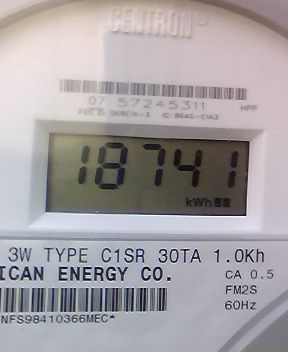 CENTRON®
07 57245311 HPP
18741
kWh
3W TYPE C1SR 30TA 1.0Kh
ICAN ENERGY CO. CA 0.5
FM2S
NFS98410366MEC* 60Hz